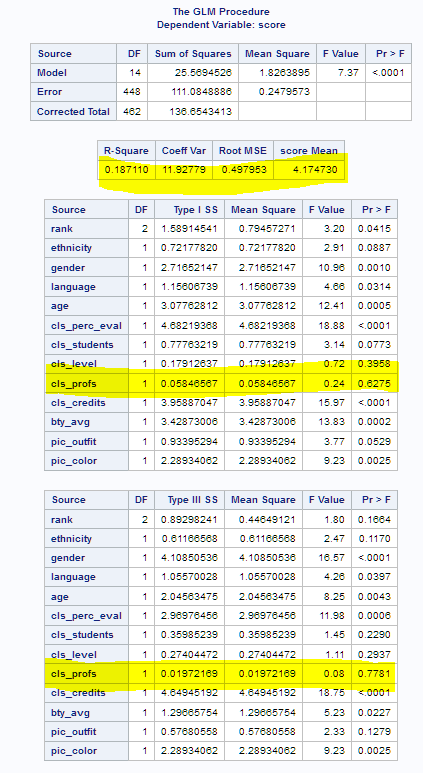 The GLM Procedure
Dependent Variable: score
Source DF Sum of Squares Mean Square F Value Pr > F
Model 14 25.5694526 1.8263895 7.37 <.0001
Error 448 111.0848886 0.2479573
Corrected Total 462 136.6543413
R-Square Coeff Var Root MSE score Mean
0.187110 11.92779 0.497953 4.174730
Source DF Type I SS Mean Square F Value Pr > F
rank 2 1.58914541 0.79457271 3.20 0.0415
ethnicity 1 0.72177820 0.72177820 2.91 0.0887
gender 1 2.71652147 2.71652147 10.96 0.0010
language 1 1.15606739 1.15606739 4.66 0.0314
age 1 3.07762812 3.07762812 12.41 0.0005
cls_perc_eval 1 4.68219368 4.68219368 18.88 <.0001
cls_students 1 0.77763219 0.77763219 3.14 0.0773
cls_level 1 0.17912637 0.17912637 0.72 0.3958
cls_profs 1 0.05846567 0.05846567 0.24 0.6275
cls_credits 1 3.95887047 3.95887047 15.97 <.0001
bty_avg 1 3.42873006 3.42873006 13.83 0.0002
pic_outfit 1 0.93395294 0.93395294 3.77 0.0529
pic_color 1 2.28934062 2.28934062 9.23 0.0025
Source DF Type III SS Mean Square F Value Pr > F
rank 2 0.89298241 0.44649121 1.80 0.1664
ethnicity 1 0.61166568 0.61166568 2.47 0.1170
gender 1 4.10850536 4.10850536 16.57 <.0001
language 1 1.05570028 1.05570028 4.26 0.0397
age 1 2.04563475 2.04563475 8.25 0.0043
cls_perc_eval 1 2.96976456 2.96976456 11.98 0.0006
cls_students 1 0.35985239 0.35985239 1.45 0.2290
cls_level 1 0.27404472 0.27404472 1.11 0.2937
cls_profs 1 0.01972169 0.01972169 0.08 0.7781
cls_credits 1 4.64945192 4.64945192 18.75 <.0001
bty_avg 1 1.29665754 1.29665754 5.23 0.0227
pic_outfit 1 0.57680558 0.57680558 2.33 0.1279
pic_color 1 2.28934062 2.28934062 9.23 0.0025